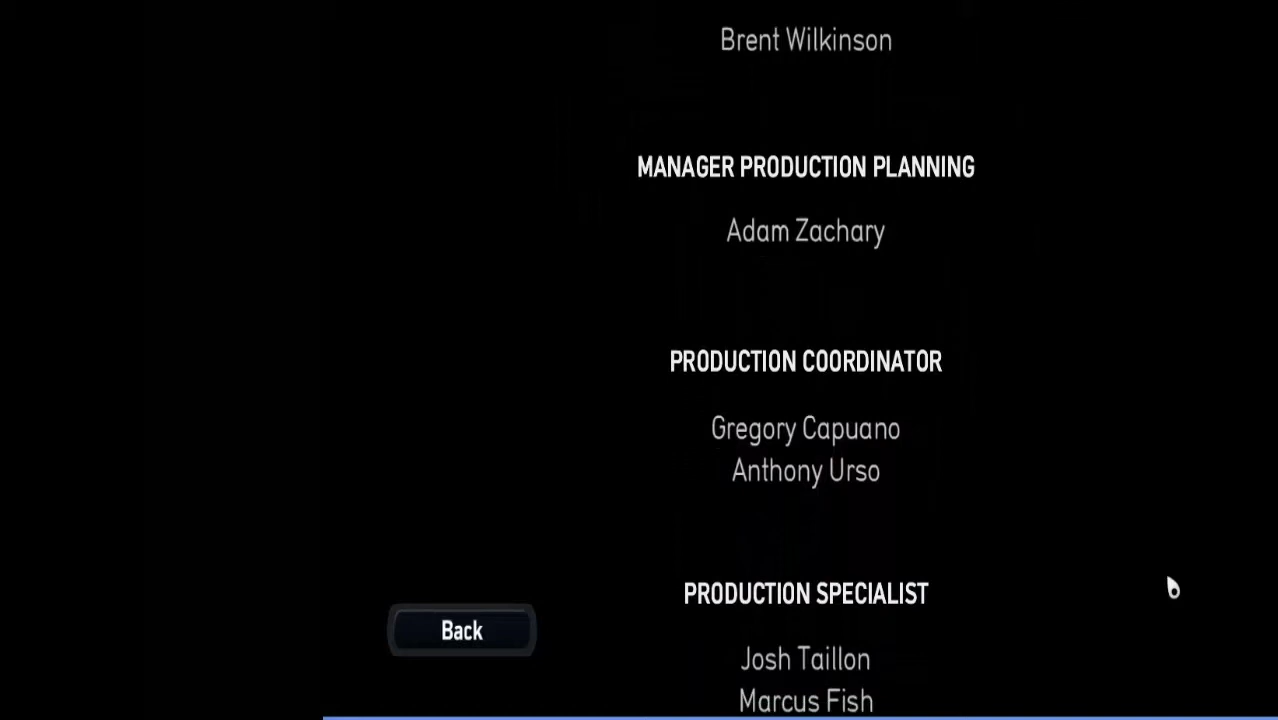 Brent Wilkinson
MANAGER PRODUCTION PLANNING
Adam Zachary
PRODUCTION COORDINATOR
Gregory Capuano
Anthony Urso
PRODUCTION SPECIALIST
Back
Josh Taillon
Marcus Fish